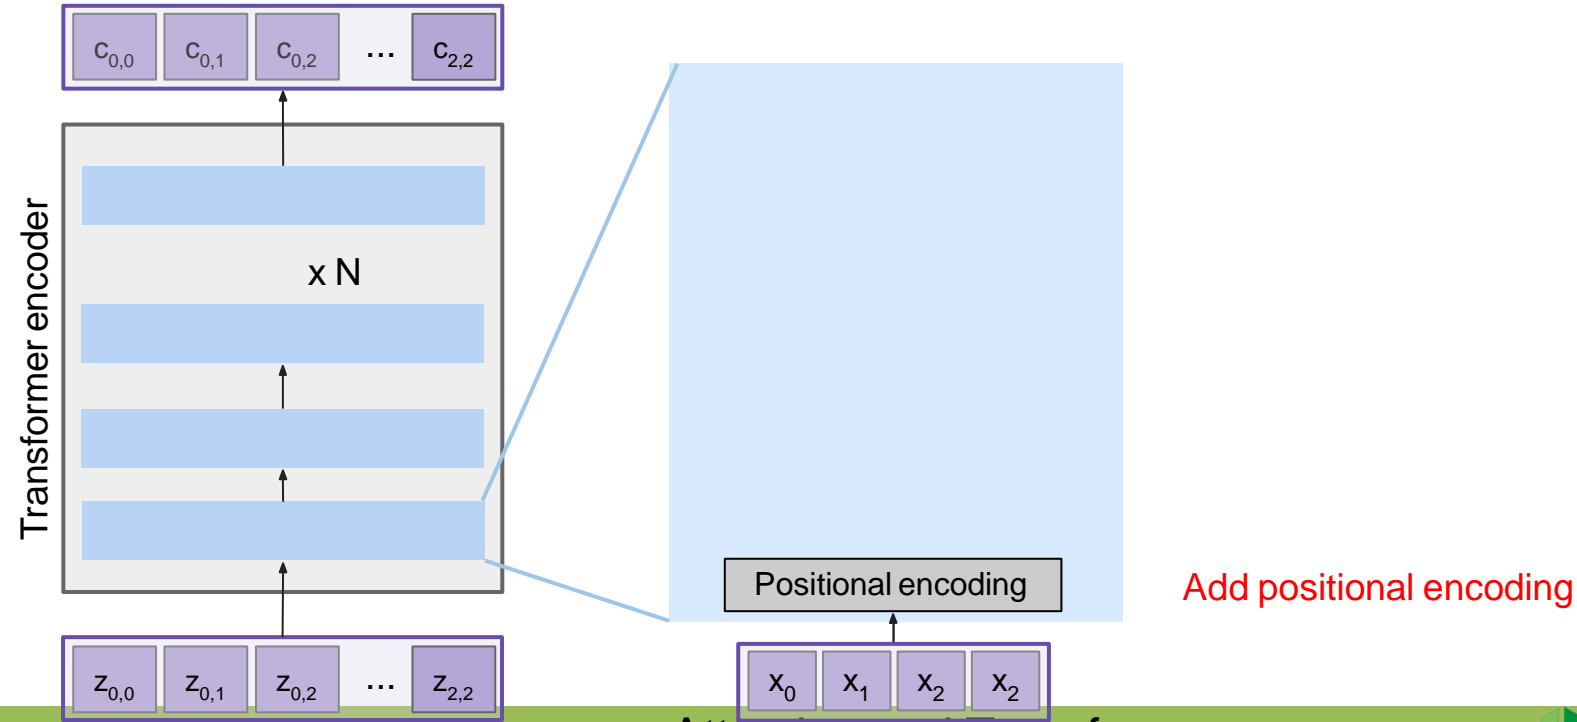 c0,0 c0,1 c0,2 ... c2,2
Transformer encoder
x N
Positional encoding
Add positional encoding
z0,0 z0,1 z0,2 ... z2,2
x0 x1 x2 x2